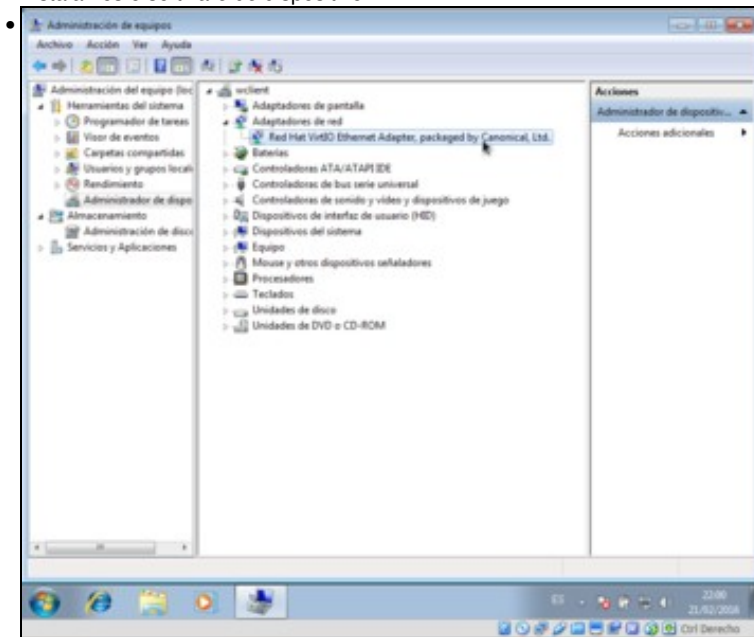 Administración de equipos
Archivo Acción Ver Ayuda
Administración del equipo (loc
Herramientas del sistema
Programador de tareas
Visor de eventos
Carpetas compartidas
Usuarios y grupos locale
Rendimiento
Administrador de dispo
Almacenamiento
Administración de disco
Servicios y Aplicaciones
wclient
Adaptadores de pantalla
Adaptadores de red
Red Hat VirtIO Ethernet Adapter, packaged by Canonical, Ltd.
Baterías
Controladoras ATA/ATAPI IDE
Controladoras de bus serie universal
Controladoras de sonido y vídeo y dispositivos de juego
Dispositivos de interfaz de usuario (HID)
Dispositivos del sistema
Equipo
Mouse y otros dispositivos señaladores
Procesadores
Teclados
Unidades de disco
Unidades de DVD o CD-ROM
Acciones
Administrador de dispositiv...
Acciones adicionales
ES
22:00
21/02/2016
Ctrl Derecho